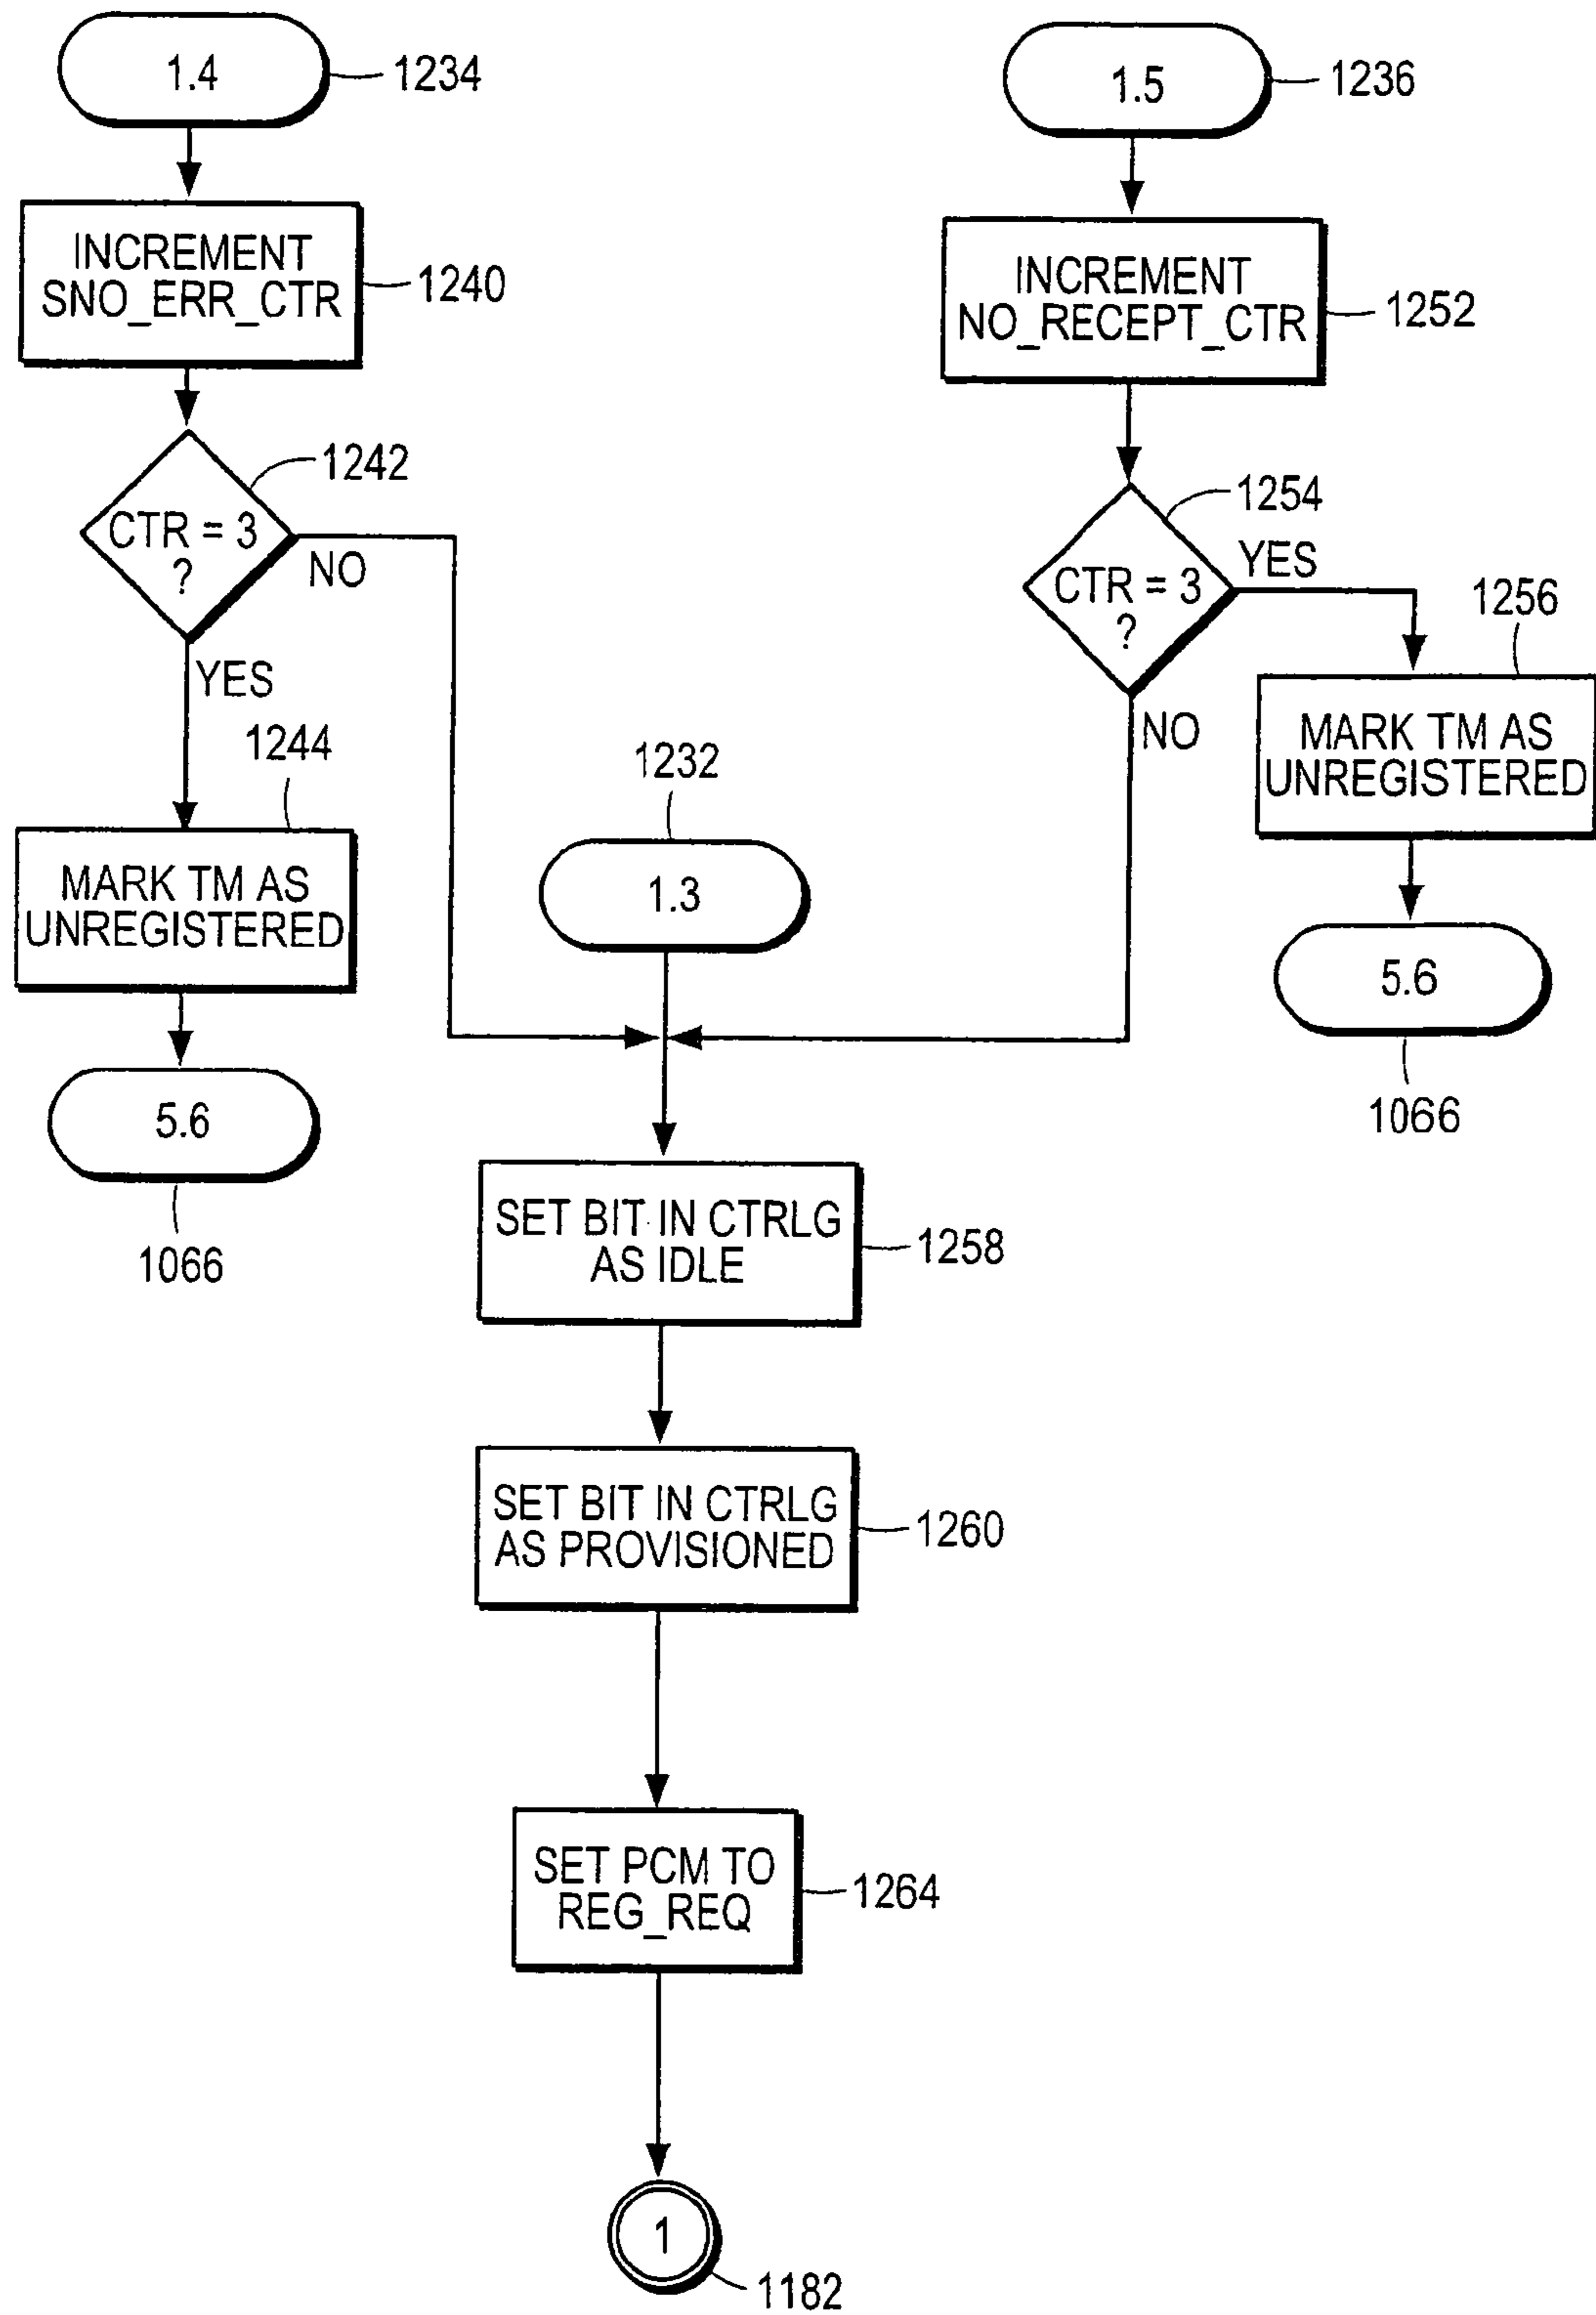 1.4
1234
INCREMENT
SNO_ERR_CTR
1240
1242
CTR = 3
?
NO
YES
1244
MARK TM AS
UNREGISTERED
5.6
1066
1.5
1236
INCREMENT
NO_RECEPT_CTR
1252
1254
CTR = 3
?
YES
NO
1256
MARK TM AS
UNREGISTERED
5.6
1066
1232
1.3
SET BIT IN CTRLG
AS IDLE
1258
SET BIT IN CTRLG
AS PROVISIONED
1260
SET PCM TO
REG_REQ
1264
1
1182